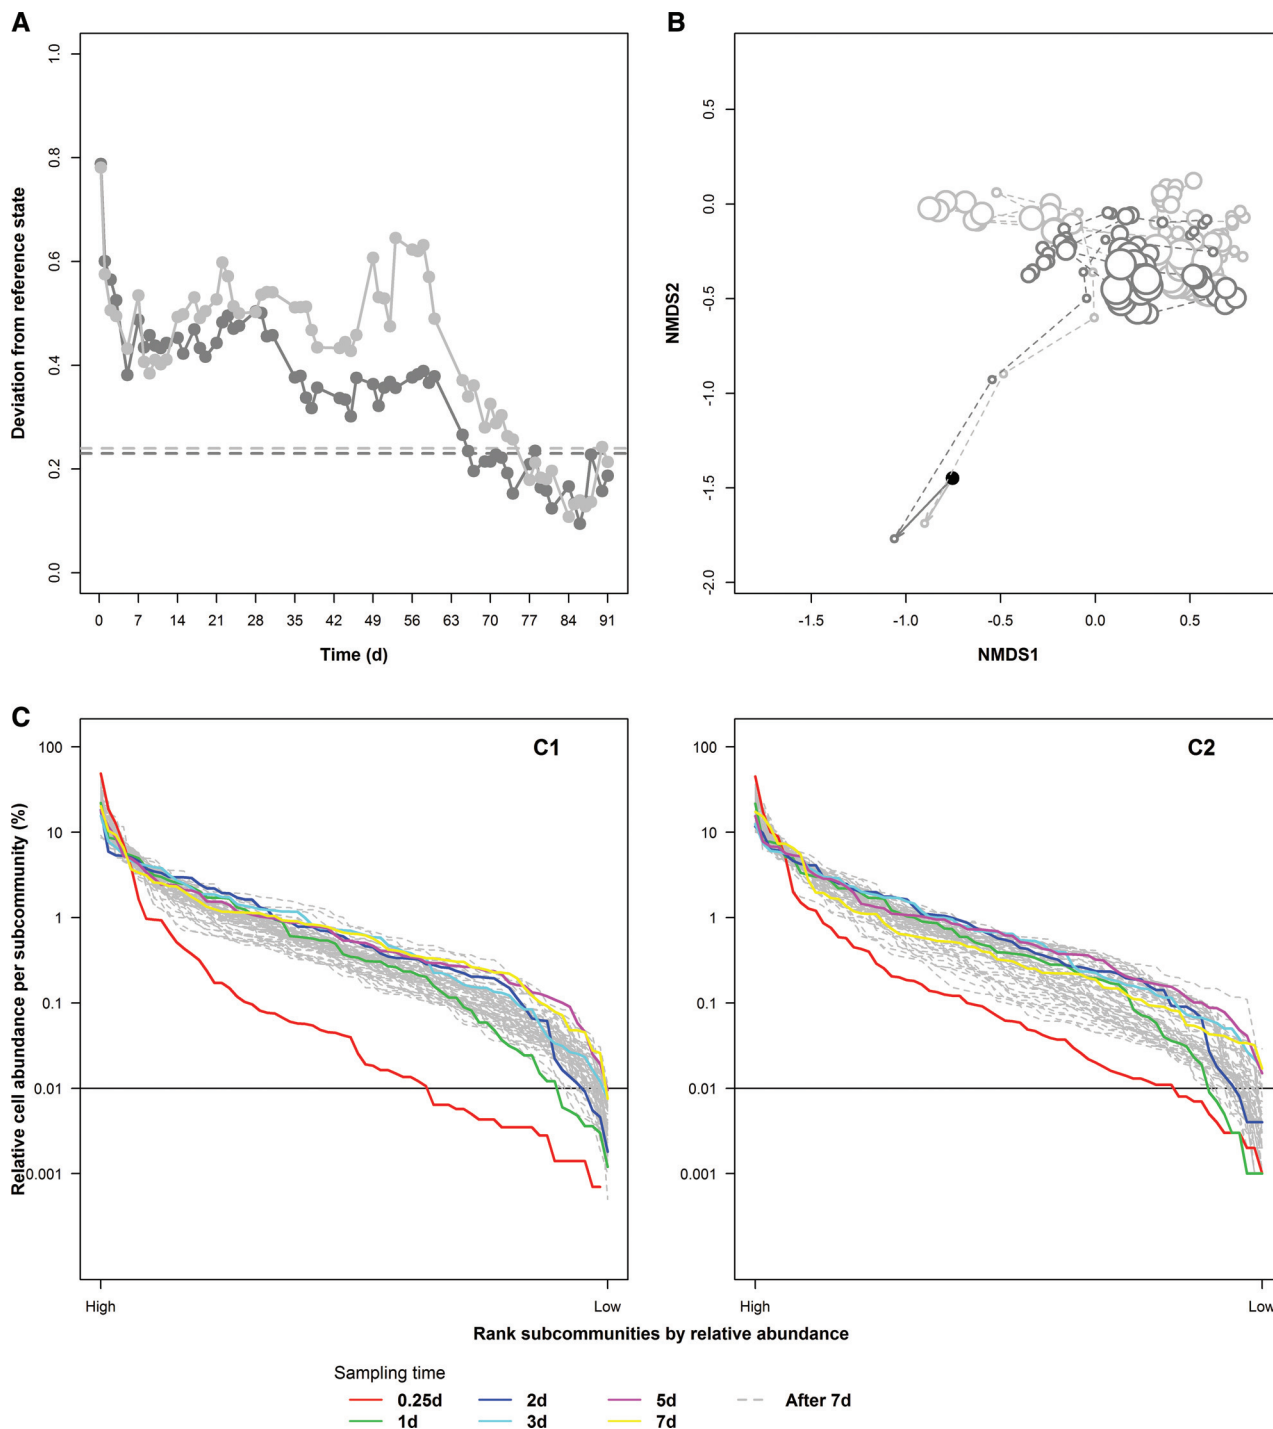 A
B
1.0
0.8
0.6
0.4
0.2
0.0
Deviation from reference state
0 7 14 21 28 35 42 49 56 63 70 77 84 91
Time (d)
0.5
0.0
-0.5
-1.0
-1.5
-2.0
NMDS2
-1.5 -1.0 -0.5 0.0 0.5
NMDS1
C
C1
100
10
1
0.1
0.01
0.001
Relative cell abundance per subcommunity (%)
High Low
C2
100
10
1
0.1
0.01
0.001
High Low
Rank subcommunities by relative abundance
Sampling time
0.25d 2d 5d After 7d
1d 3d 7d